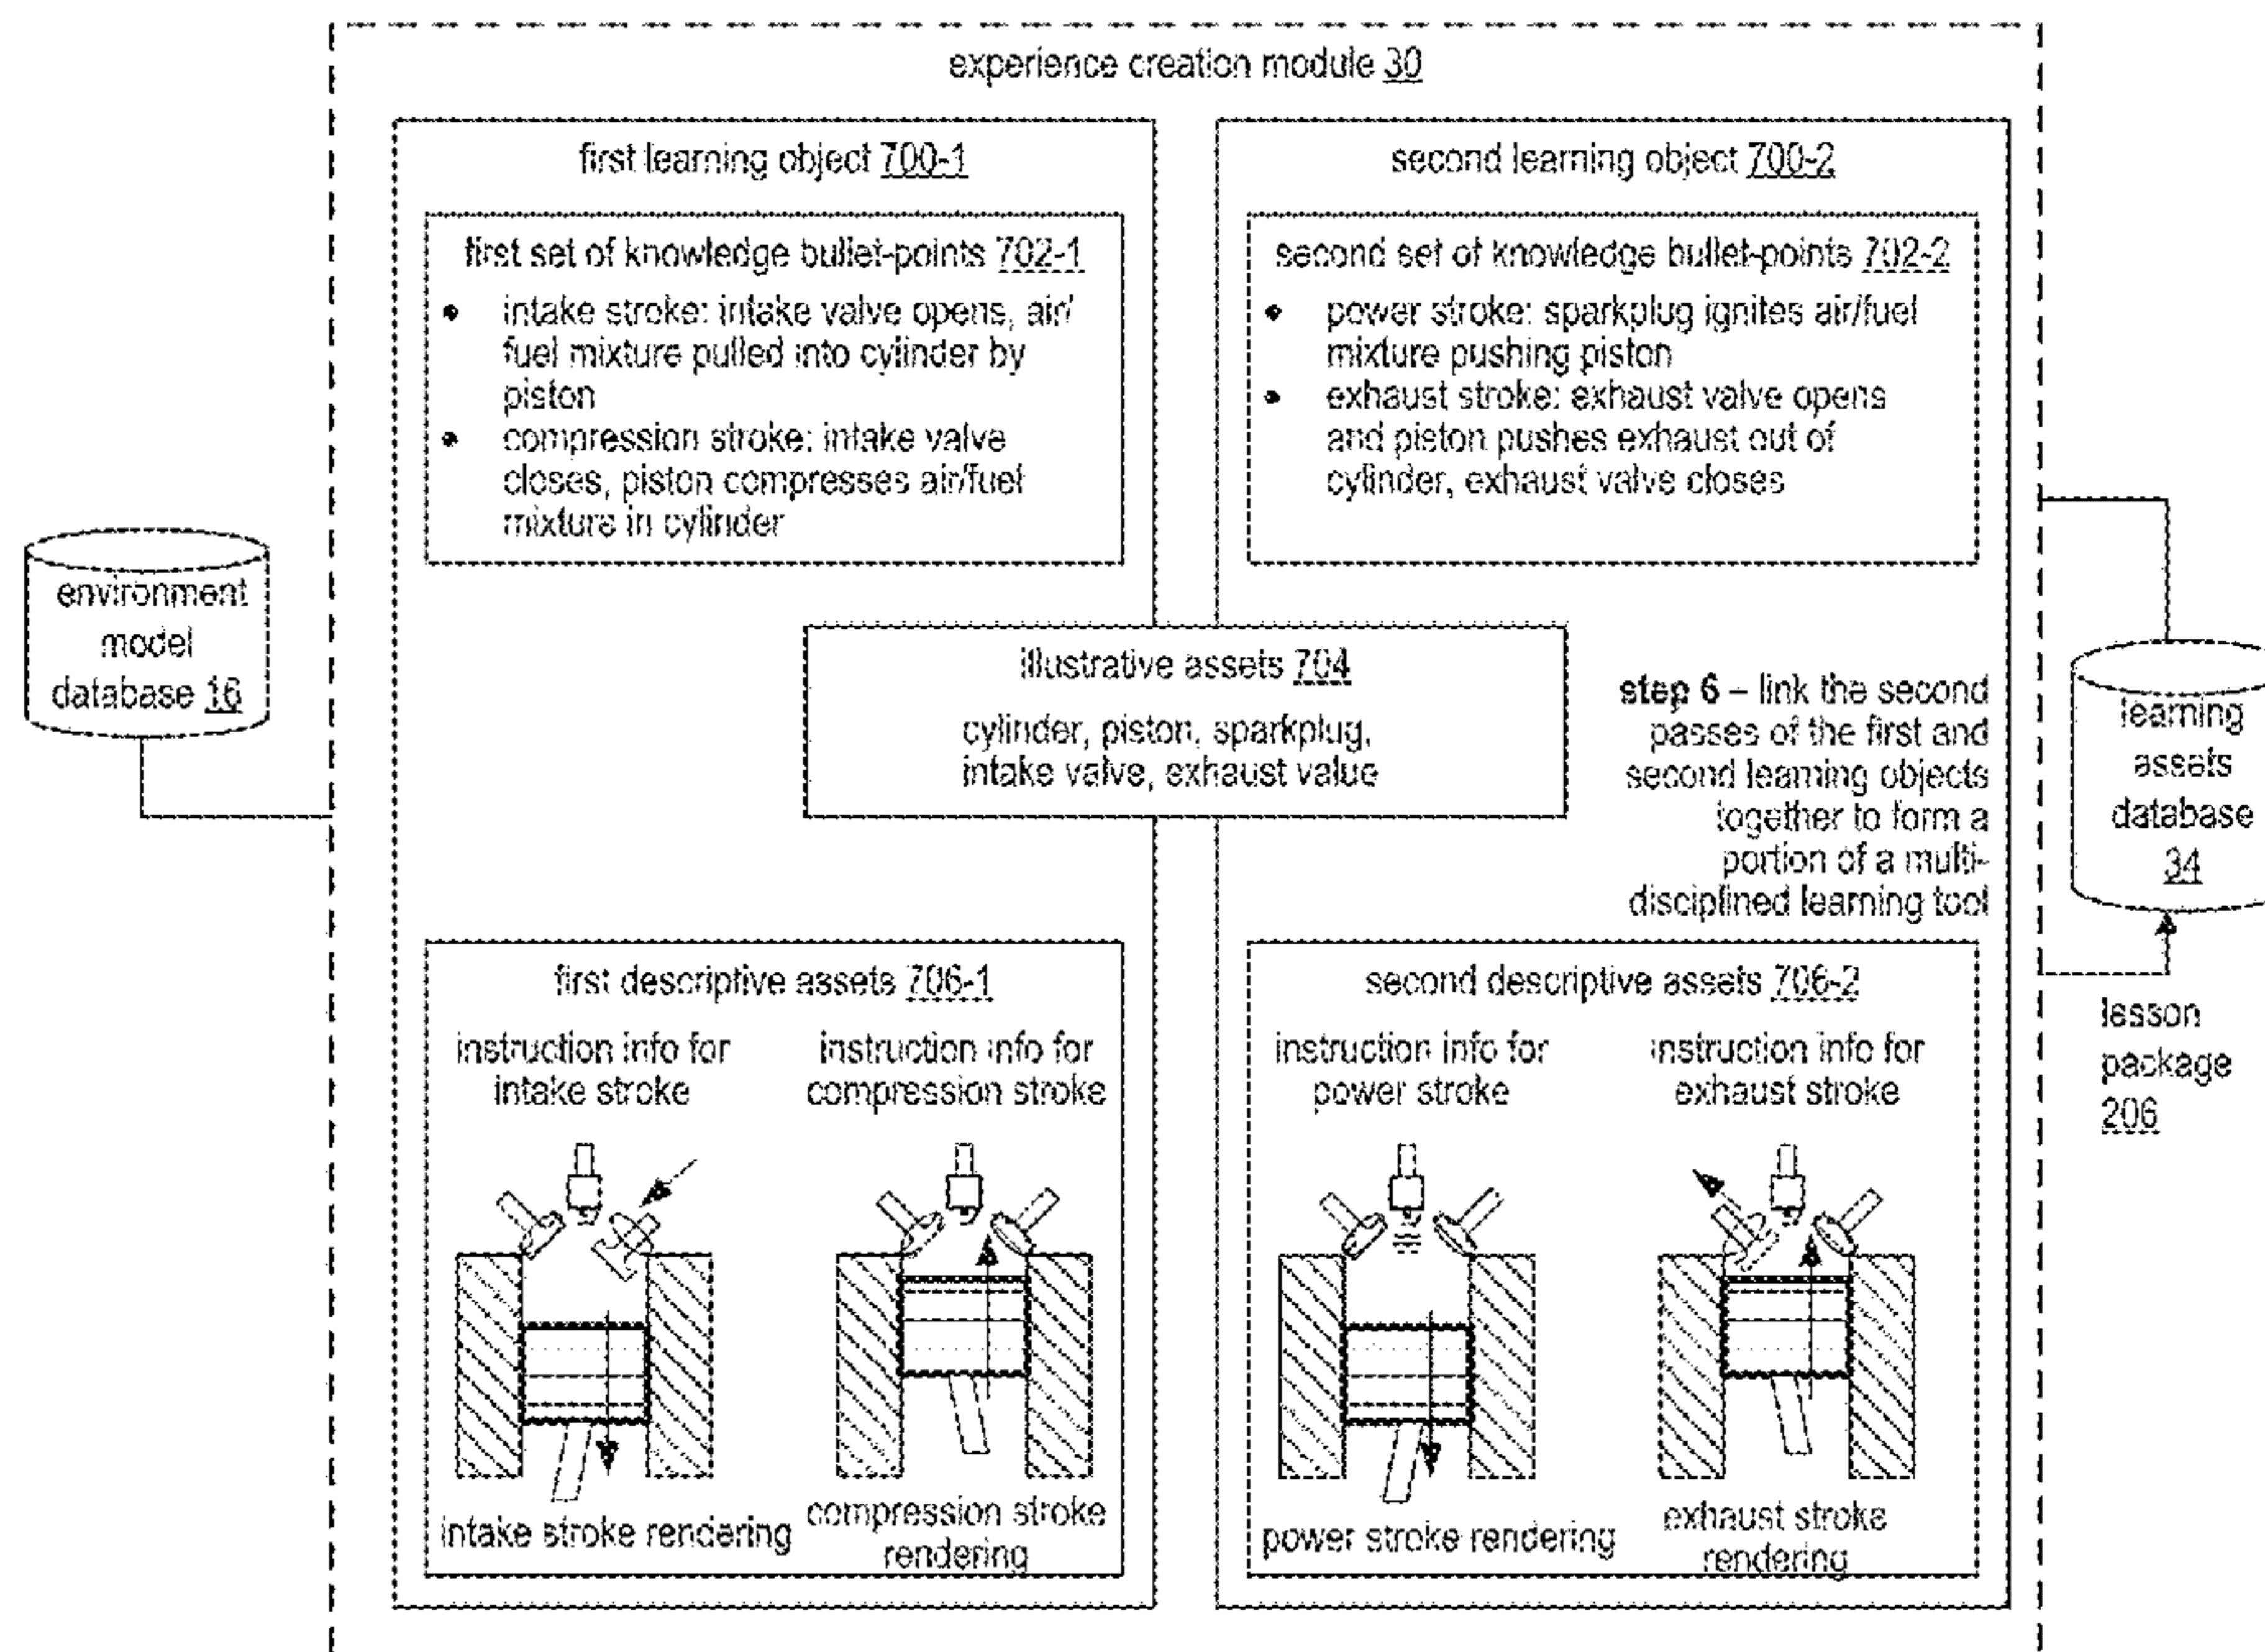 experience creation module 30
first learning object 700-1
first set of knowledge bullet-points 702-1
• intake stroke: intake valve opens, air/
fuel mixture pulled into cylinder by
piston
• compression stroke: intake valve
closes, piston compresses air/fuel
mixture in cylinder
second learning object 700-2
second set of knowledge bullet-points 702-2
• power stroke: sparkplug ignites air/fuel
mixture pushing piston
• exhaust stroke: exhaust valve opens
and piston pushes exhaust out of
cylinder, exhaust valve closes
environment
model
database 16
illustrative assets 704
cylinder, piston, sparkplug,
intake valve, exhaust value
step 6 – link the second
passes of the first and
second learning objects
together to form a
portion of a multi-
disciplined learning tool
learning
assets
database
34
first descriptive assets 706-1
instruction info for
intake stroke
instruction info for
compression stroke
intake stroke rendering
compression stroke
rendering
second descriptive assets 706-2
instruction info for
power stroke
instruction info for
exhaust stroke
power stroke rendering
exhaust stroke
rendering
lesson
package
206